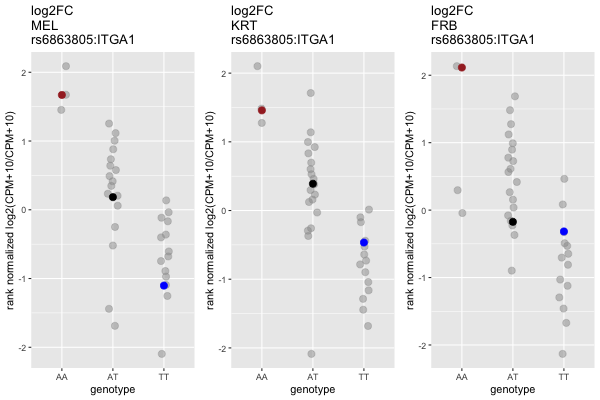 log2FC
MEL
rs6863805:ITGA1
rank normalized log2(CPM+10/CPM+10)
2
1
0
-1
-2
AA AT TT
genotype
log2FC
KRT
rs6863805:ITGA1
rank normalized log2(CPM+10/CPM+10)
2
1
0
-1
-2
AA AT TT
genotype
log2FC
FRB
rs6863805:ITGA1
rank normalized log2(CPM+10/CPM+10)
2
1
0
-1
-2
AA AT TT
genotype